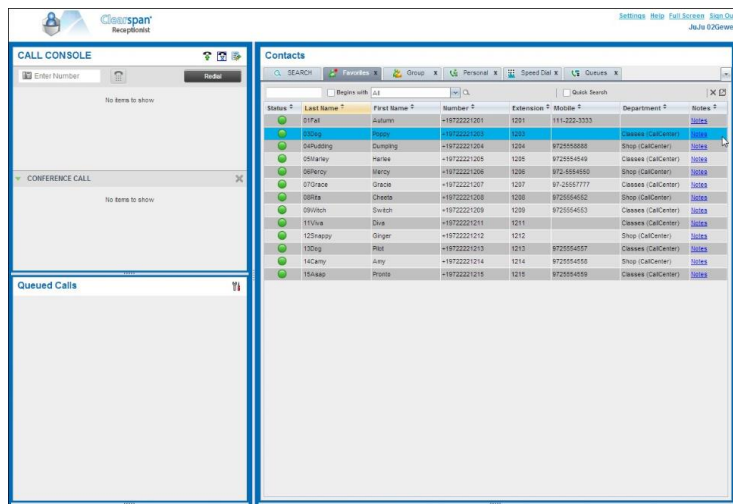 Clearspan®
Receptionist
Settings Help Full Screen Sign Ou
JuJu 02Gewe
CALL CONSOLE
Enter Number
Redial
No items to show
CONFERENCE CALL
No items to show
Queued Calls
Contacts
SEARCH Favorites x Group x Personal x Speed Dial x Queues x
Begins with All Quick Search
Status Last Name First Name Number Extension Mobile Department Notes
01Fall Autumn +19722221201 1201 111-222-3333 Notes
03Dog Poppy +19722221203 1203 Classes (CallCenter) Notes
04Pudding Dumpling +19722221204 1204 9725558888 Shop (CallCenter) Notes
05Marley Harlee +19722221205 1205 9725554549 Classes (CallCenter) Notes
06Percy Mercy +19722221206 1206 972-5554550 Shop (CallCenter) Notes
07Grace Gracie +19722221207 1207 97-25557777 Classes (CallCenter) Notes
08Rita Cheeta +19722221208 1208 9725554552 Shop (CallCenter) Notes
09Witch Switch +19722221209 1209 9725554553 Classes (CallCenter) Notes
11Viva Diva +19722221211 1211 Classes (CallCenter) Notes
12Snappy Ginger +19722221212 1212 Shop (CallCenter) Notes
13Dog Pilot +19722221213 1213 9725554557 Classes (CallCenter) Notes
14Camy Amy +19722221214 1214 9725554558 Shop (CallCenter) Notes
15Asap Pronto +19722221215 1215 9725554559 Classes (CallCenter) Notes